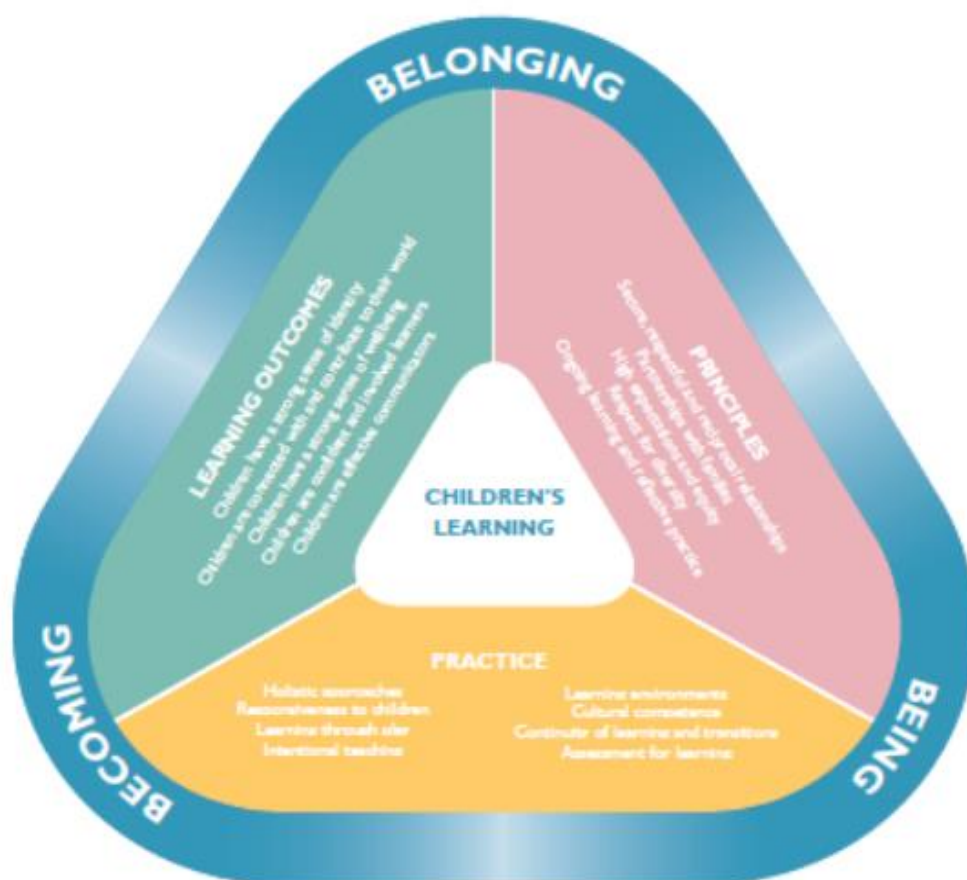 BELONGING
LEARNING OUTCOMES
Children have a strong sense of identity
Children are connected with and contribute to their world
Children have a strong sense of wellbeing
Children are confident and involved learners
Children are effective communicators
PRINCIPLES
Secure, respectful and reciprocal relationships
Partnerships with families
High expectations and equity
Respect for diversity
Ongoing learning and reflective practice
CHILDREN'S
LEARNING
PRACTICE
Holistic approaches
Responsiveness to children
Learning through play
Intentional teaching
Learning environments
Cultural competence
Continuity of learning and transitions
Assessment for learning
BECOMING
BEING